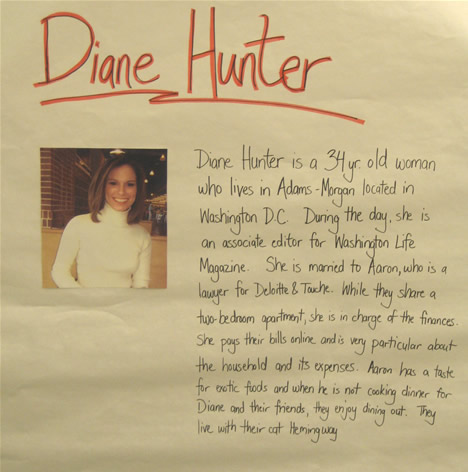 Diane Hunter
Diane Hunter is a 34 yr. old woman
who lives in Adams-Morgan located in
Washington D.C. During the day, she is
an associate editor for Washington Life
Magazine. She is married to Aaron, who is a
lawyer for Deloitte & Touche. While they share a
two-bedroom apartment, she is in charge of the finances.
She pays their bills online and is very particular about
the household and its expenses. Aaron has a taste
for exotic foods and when he is not cooking dinner for
Diane and their friends, they enjoy dining out. They
live with their cat Hemingway